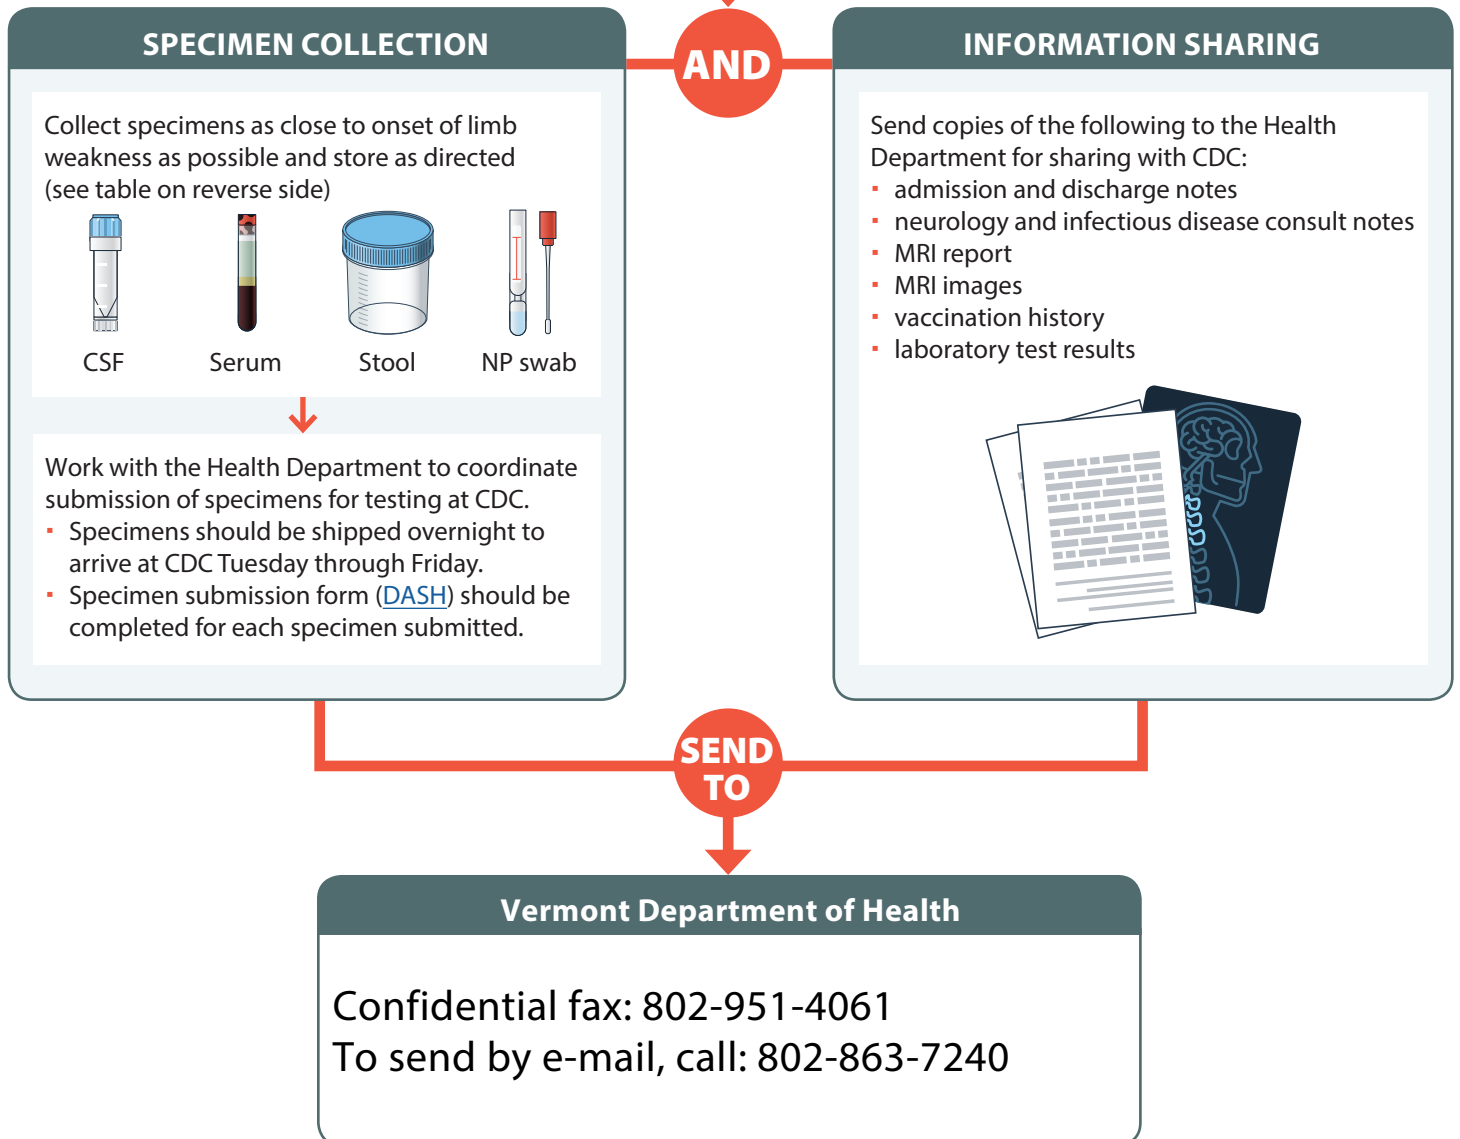 SPECIMEN COLLECTION
Collect specimens as close to onset of limb
weakness as possible and store as directed
(see table on reverse side)
CSF
Serum
Stool
NP swab
Work with the Health Department to coordinate
submission of specimens for testing at CDC.
▪ Specimens should be shipped overnight to
arrive at CDC Tuesday through Friday.
▪ Specimen submission form (DASH) should be
completed for each specimen submitted.
AND
INFORMATION SHARING
Send copies of the following to the Health
Department for sharing with CDC:
▪ admission and discharge notes
▪ neurology and infectious disease consult notes
▪ MRI report
▪ MRI images
▪ vaccination history
▪ laboratory test results
SEND
TO
Vermont Department of Health
Confidential fax: 802-951-4061
To send by e-mail, call: 802-863-7240